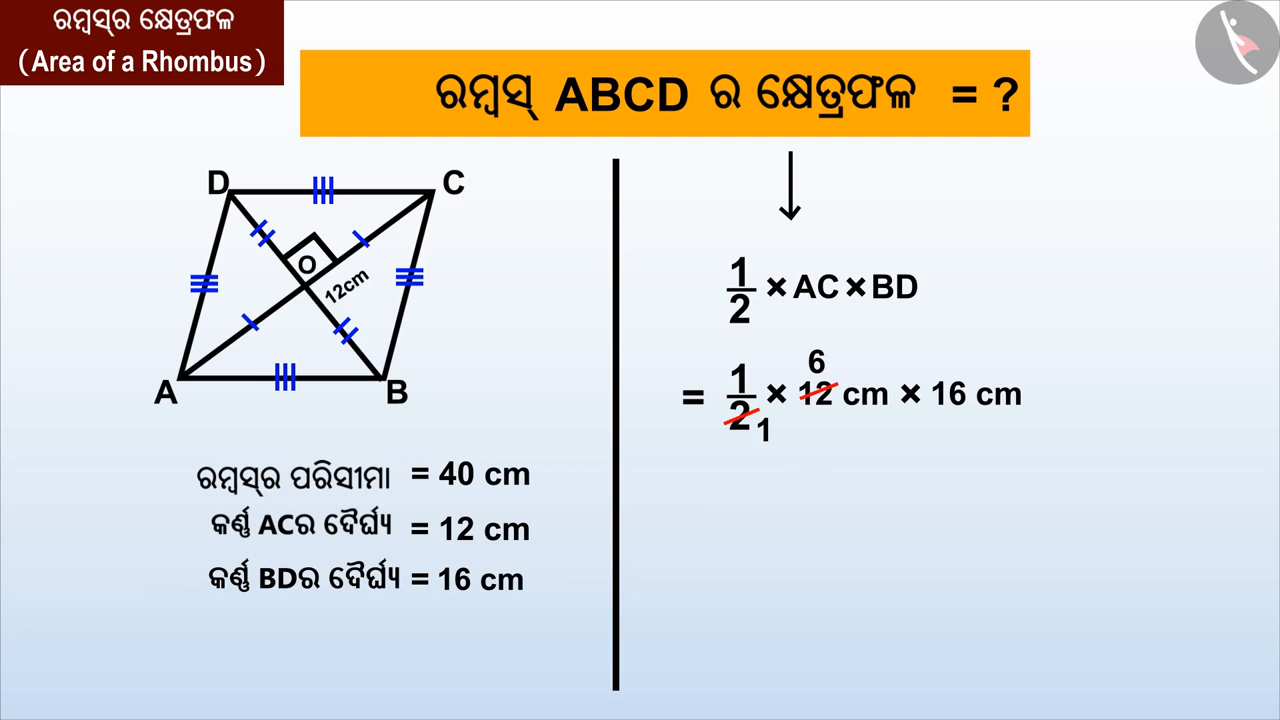 ରମ୍ବସ୍‌ର କ୍ଷେତ୍ରଫଳ
(Area of a Rhombus)
ରମ୍ବସ୍ ABCD ର କ୍ଷେତ୍ରଫଳ = ?
D
C
O
12cm
A
B
ରମ୍ବସ୍‌ର ପରିସୀମା = 40 cm
କର୍ଣ୍ଣ ACର ଦୈର୍ଘ୍ୟ = 12 cm
କର୍ଣ୍ଣ BDର ଦୈର୍ଘ୍ୟ = 16 cm
1/2 × AC × BD
6
= 1/2 × 12 cm × 16 cm
1